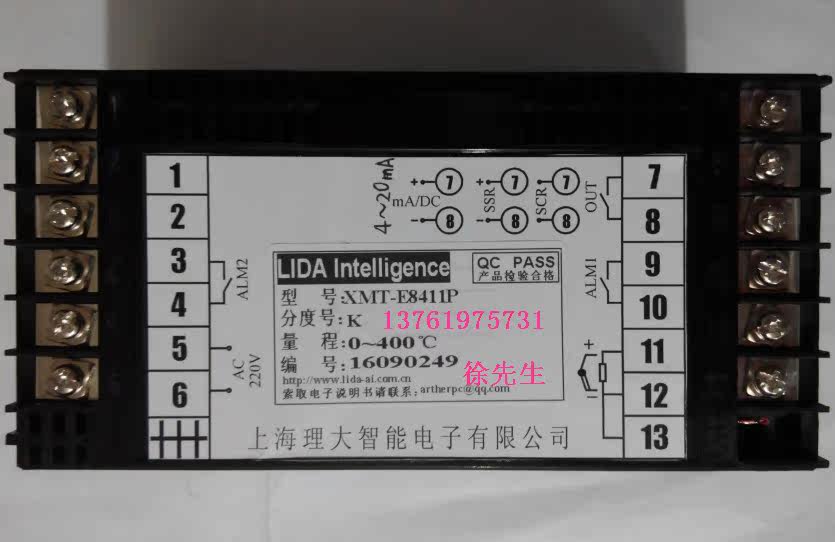 1
2
3
4
ALM2
5
6
AC
220V
4~20mA
+ 7
mA/DC
- 8
+ 7
SSR
- 8
+ 7
SCR
- 8
OUT
7
8
ALM1
9
10
+
11
-
12
13
LIDA Intelligence
QC PASS
产品检验合格
型 号:XMT-E8411P
分度号:K 13761975731
量 程:0~400℃
编 号:16090249 徐先生
http://www.lida-ai.com.cn
索取电子说明书请联系:artherpc@qq.com
上海理大智能电子有限公司